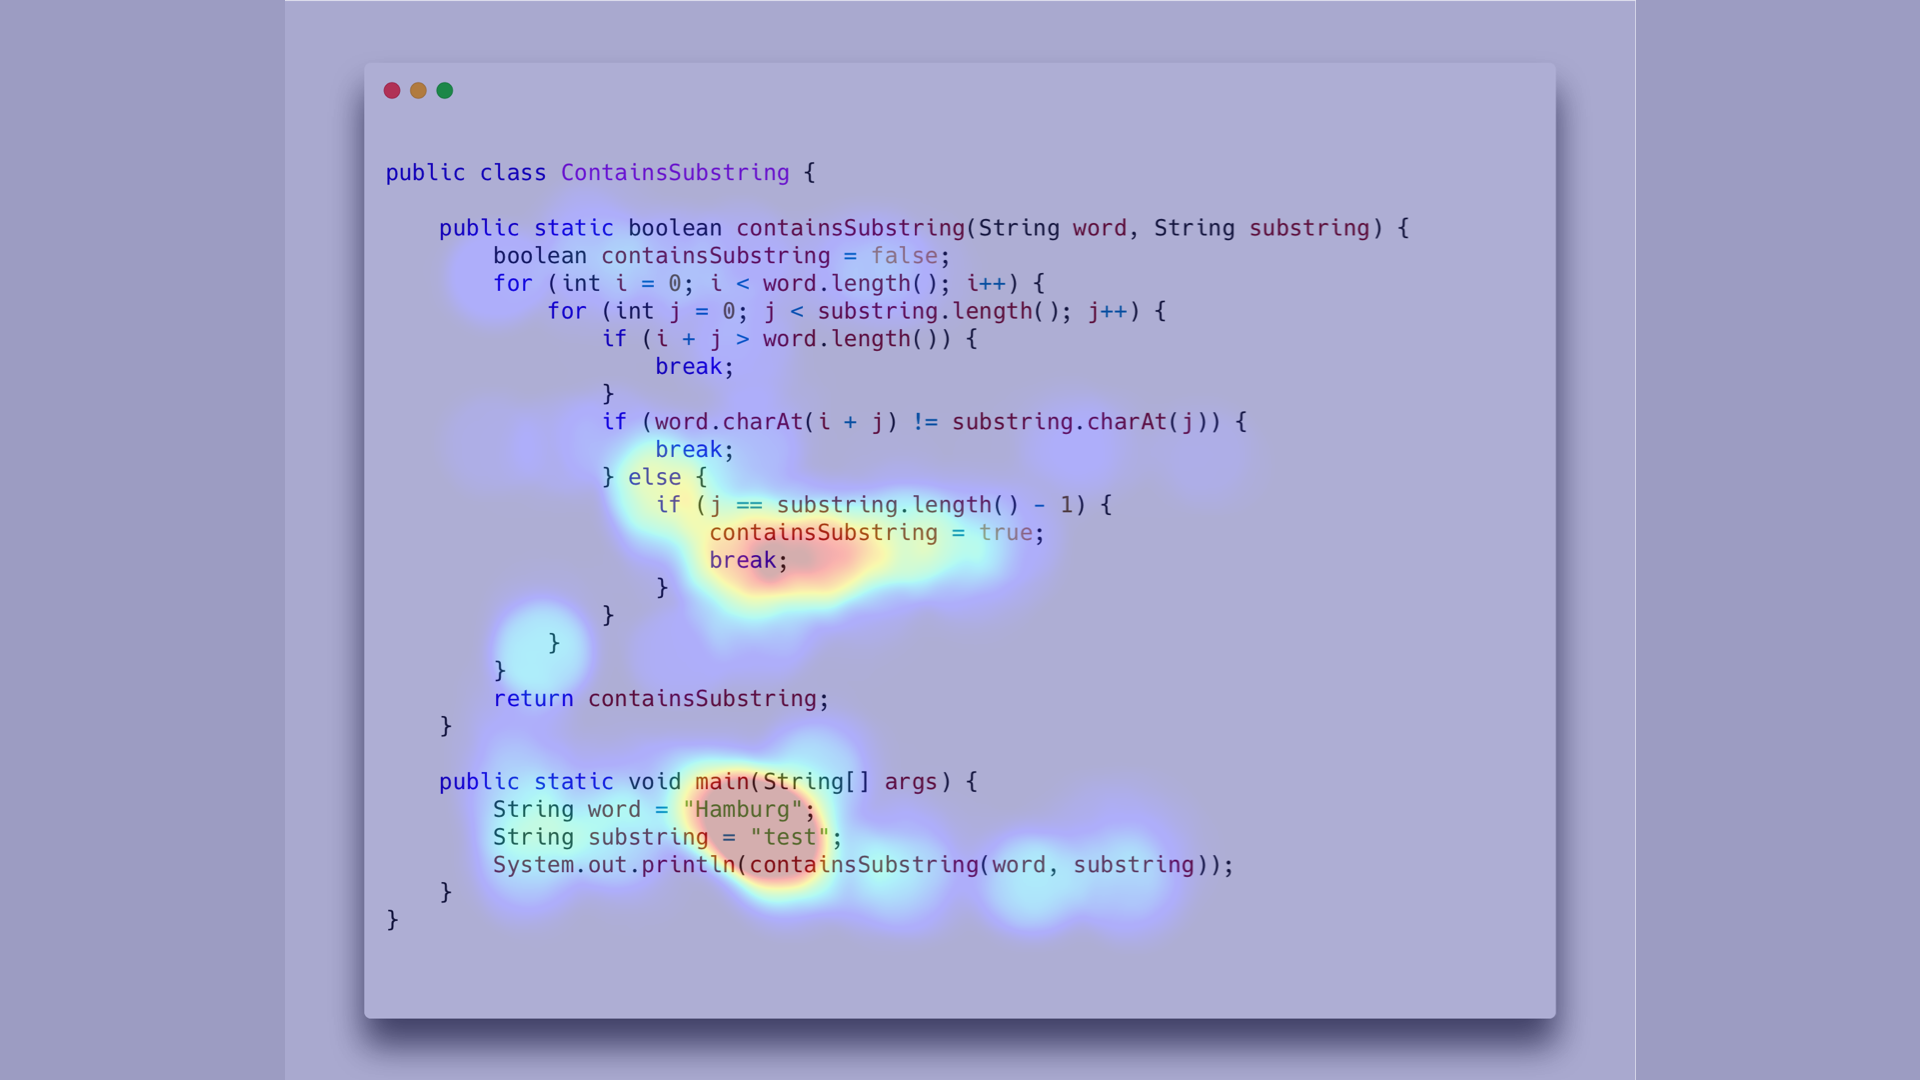 public class ContainsSubstring {
public static boolean containsSubstring(String word, String substring) {
boolean containsSubstring = false;
for (int i = 0; i < word.length(); i++) {
for (int j = 0; j < substring.length(); j++) {
if (i + j > word.length()) {
break;
}
if (word.charAt(i + j) != substring.charAt(j)) {
break;
} else {
if (j == substring.length() - 1) {
containsSubstring = true;
break;
}
}
}
}
return containsSubstring;
}
public static void main(String[] args) {
String word = "Hamburg";
String substring = "test";
System.out.println(containsSubstring(word, substring));
}
}